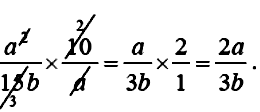 a²/15b × 10/a = a/3b × 2/1 = 2a/3b .